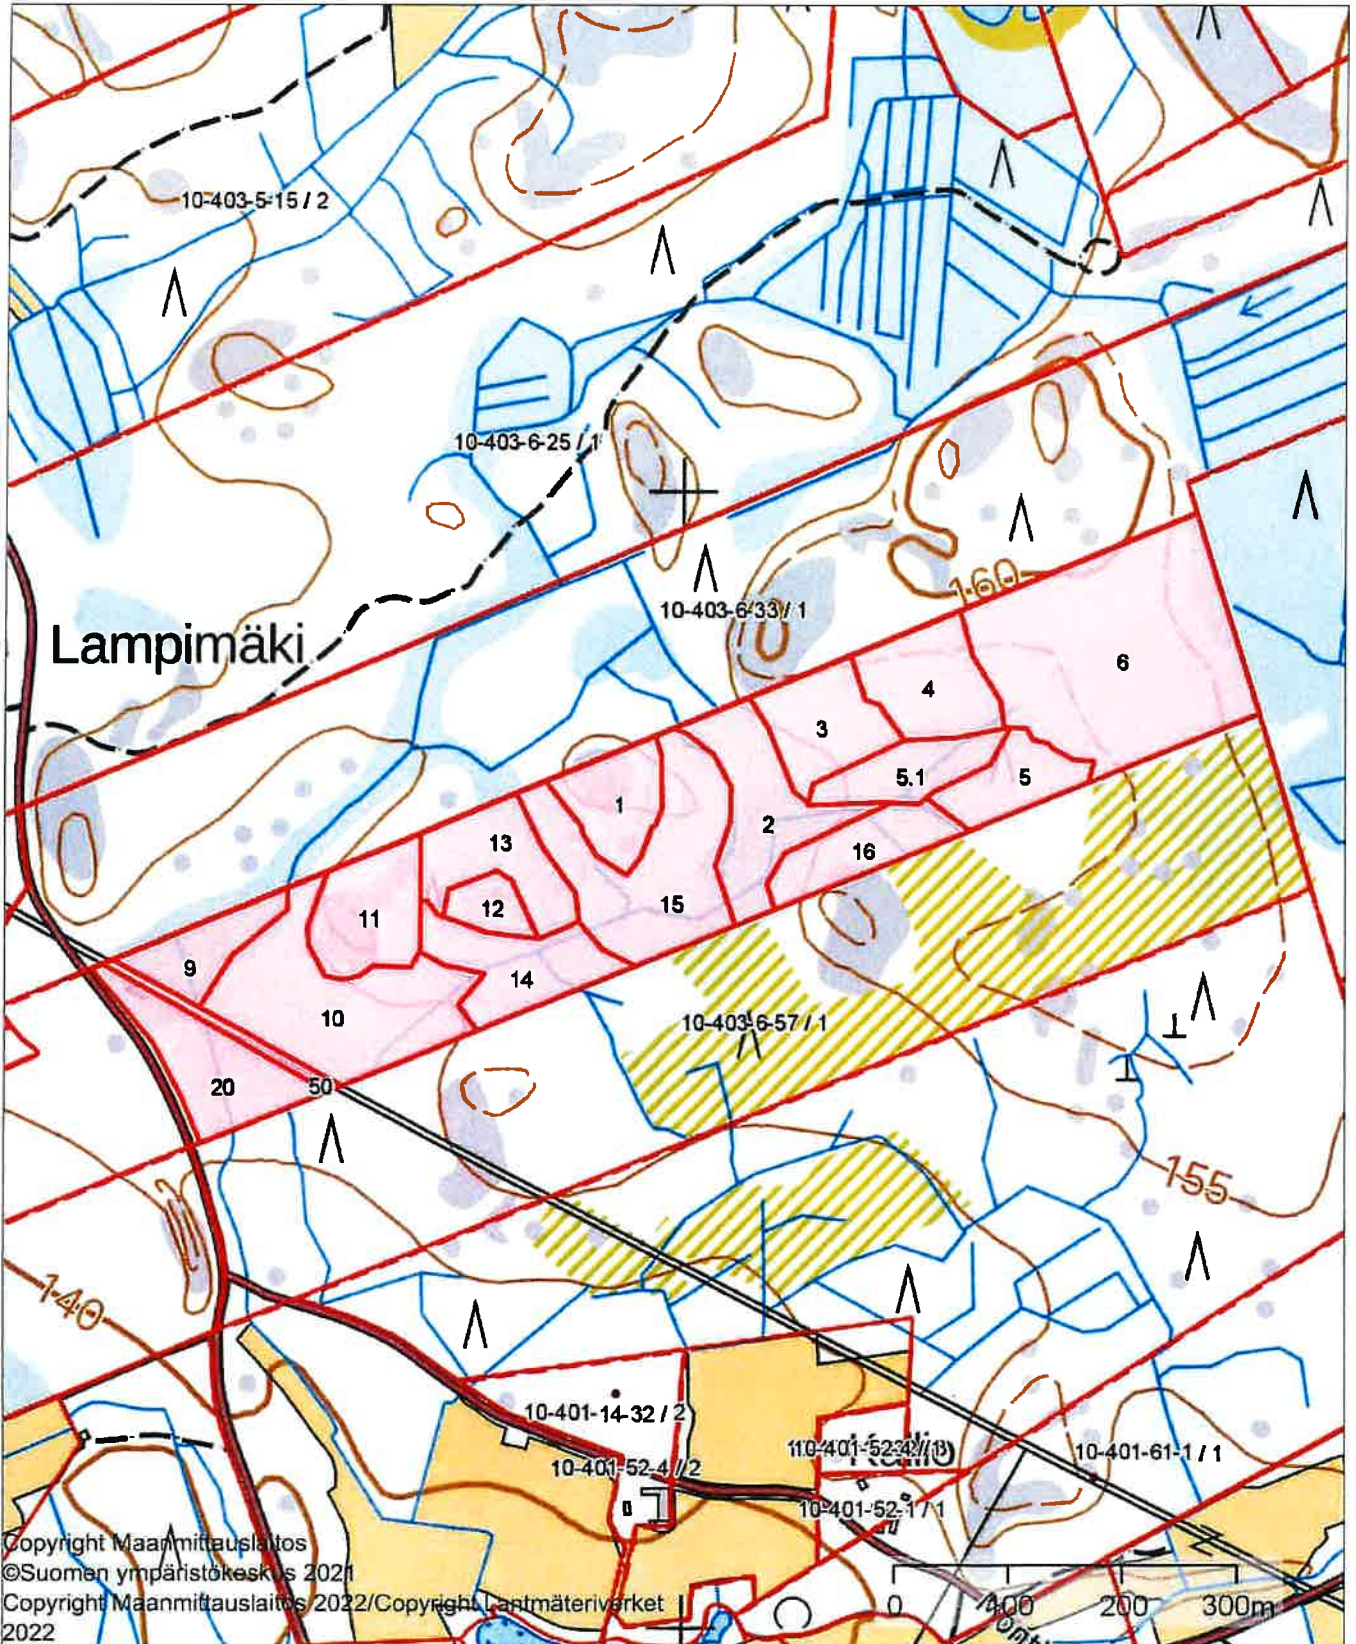 10-403-5-15 / 2
10-403-6-25 / 1
160
10-403-6-33 / 1
Lampimäki
6
4
3
5.1
5
1
2
13
16
12
15
11
9
14
10
10-403-6-57 / 1
20
50
155
140
10-401-14-32 / 2
10-401-61-1 / 1
10-401-52-4 / 2
10-401-52-1 / 1
Copyright Maanmittauslaitos
©Suomen ympäristökeskus 2021
Copyright Maanmittauslaitos 2022/Copyright Lantmäteriverket
2022
0 100 200 300m